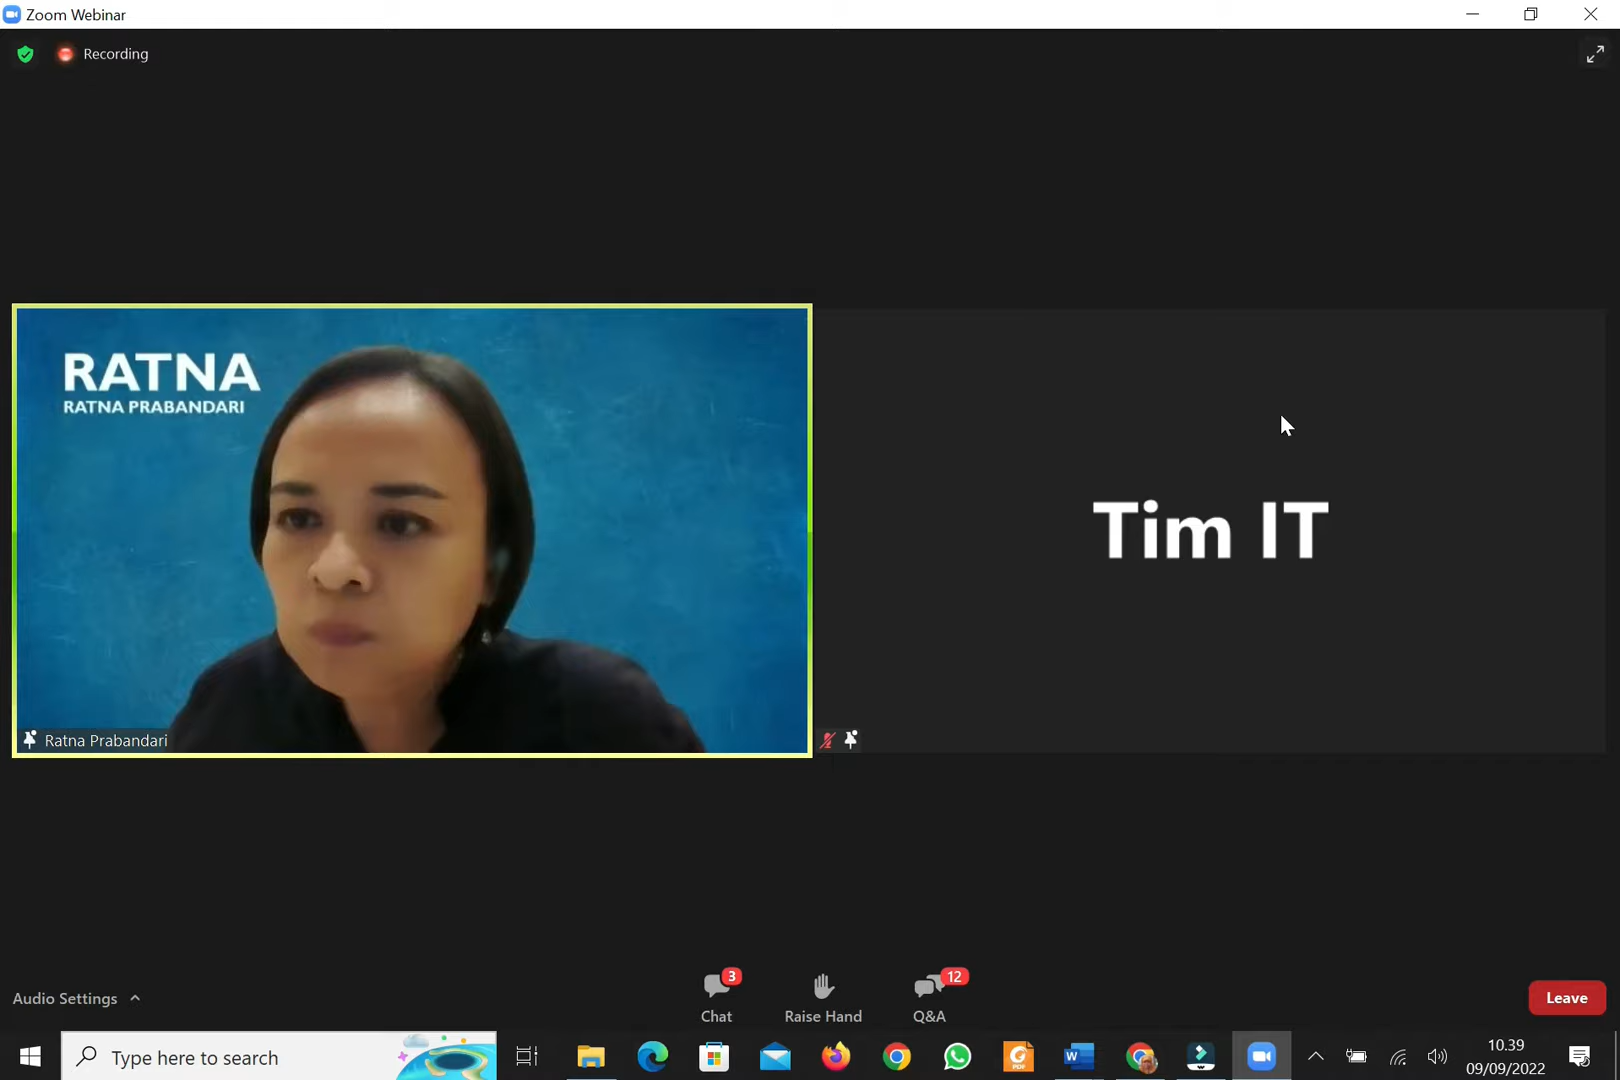 Zoom Webinar
Recording
RATNA
RATNA PRABANDARI
Tim IT
Ratna Prabandari
Audio Settings
3
Chat
Raise Hand
12
Q&A
Leave
Type here to search
PDF
W
W
10.39
09/09/2022